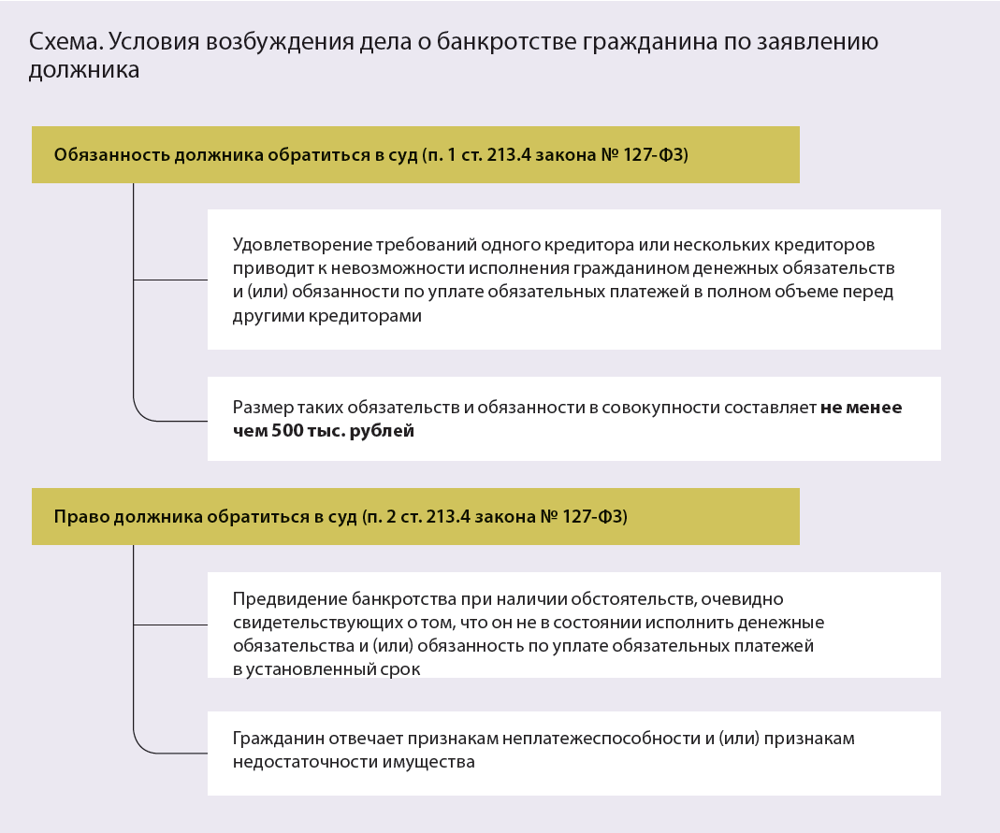 Схема. Условия возбуждения дела о банкротстве гражданина по заявлению
должника
Обязанность должника обратиться в суд (п. 1 ст. 213.4 закона № 127-ФЗ)
Удовлетворение требований одного кредитора или нескольких кредиторов
приводит к невозможности исполнения гражданином денежных обязательств
и (или) обязанности по уплате обязательных платежей в полном объеме перед
другими кредиторами
Размер таких обязательств и обязанности в совокупности составляет не менее
чем 500 тыс. рублей
Право должника обратиться в суд (п. 2 ст. 213.4 закона № 127-ФЗ)
Предвидение банкротства при наличии обстоятельств, очевидно
свидетельствующих о том, что он не в состоянии исполнить денежные
обязательства и (или) обязанность по уплате обязательных платежей
в установленный срок
Гражданин отвечает признакам неплатежеспособности и (или) признакам
недостаточности имущества